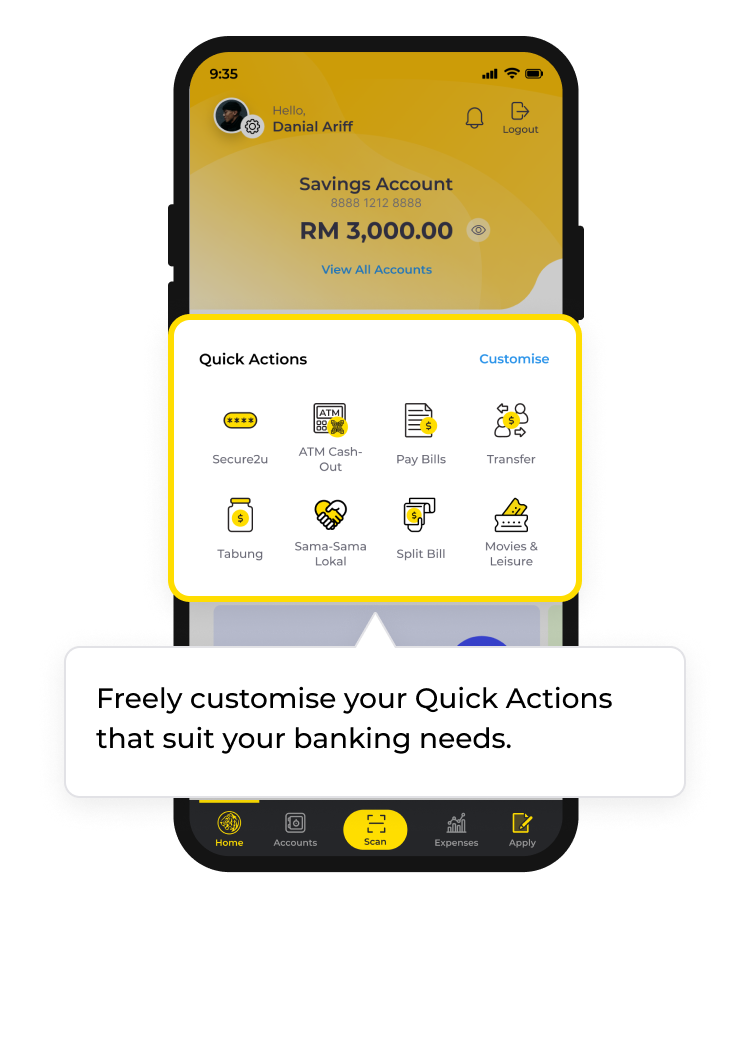 9:35
Hello,
Danial Ariff
Logout
Savings Account
8888 1212 8888
RM 3,000.00
View All Accounts
Quick Actions
Customise
****
Secure2u
ATM
ATM Cash-
Out
$
Pay Bills
$
Transfer
$
Tabung
Sama-Sama
Lokal
$
Split Bill
Movies &
Leisure
Freely customise your Quick Actions
that suit your banking needs.
Home
Accounts
Scan
Expenses
Apply